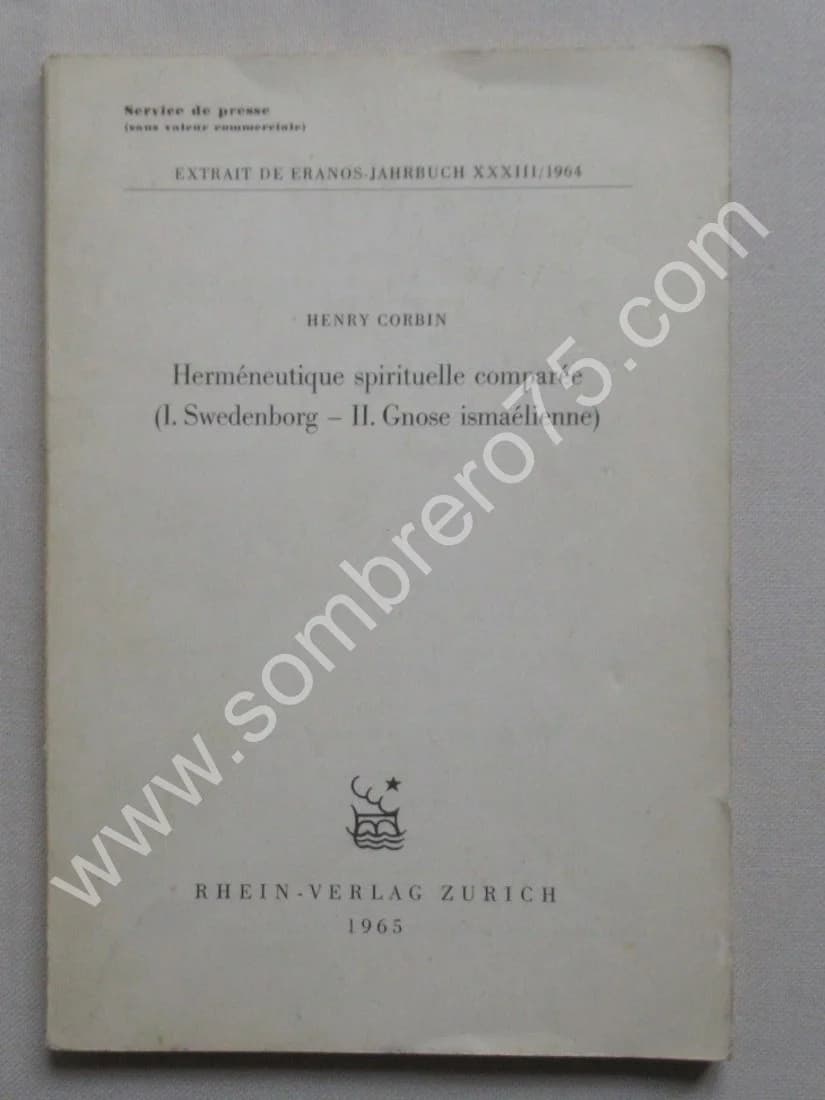 Service de presse
(sans valeur commerciale)
EXTRAIT DE ERANOS-JAHRBUCH XXXIII/1964
HENRY CORBIN
Herméneutique spirituelle comparée
(I. Swedenborg – II. Gnose ismaélienne)
www.sombrero75.com
RHEIN-VERLAG ZURICH
1965